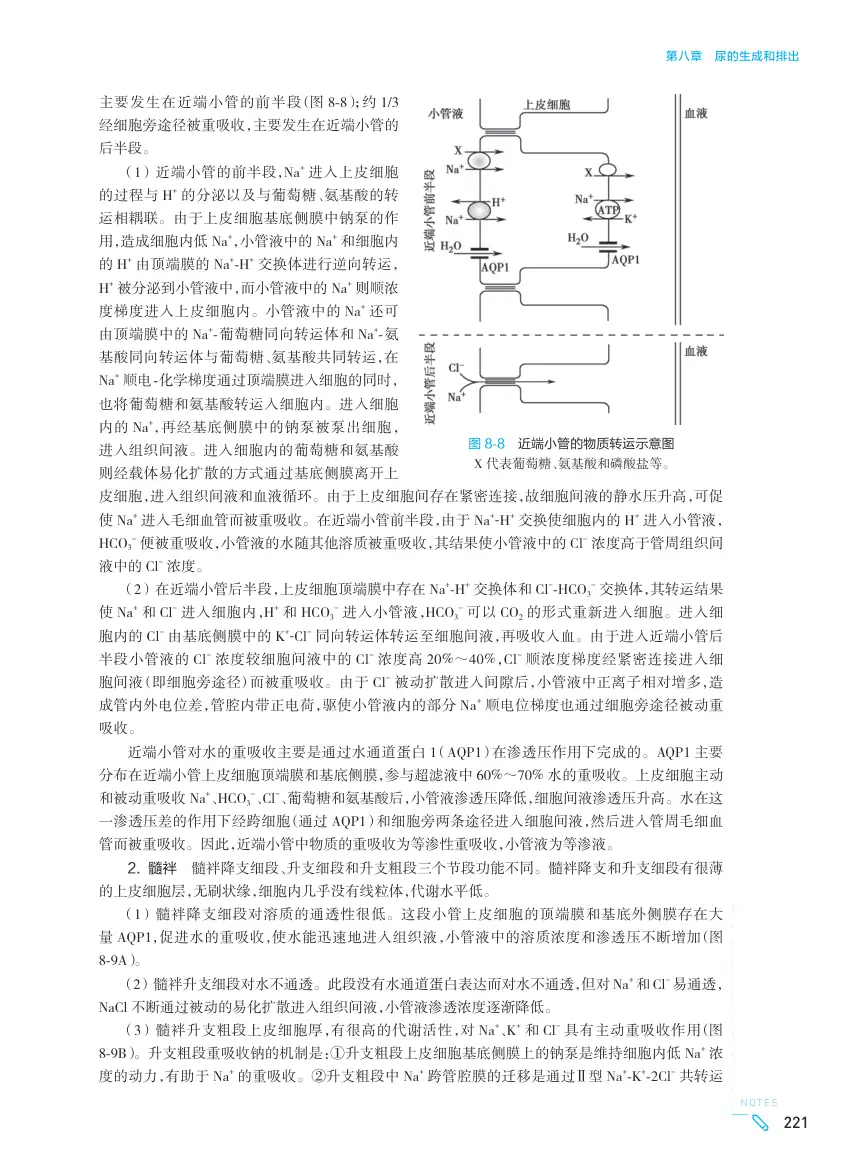 第八章 尿的生成和排出
主要发生在近端小管的前半段(图 8-8);约 1/3
经细胞旁途径被重吸收,主要发生在近端小管的
后半段。
(1)近端小管的前半段,Na⁺ 进入上皮细胞
的过程与 H⁺ 的分泌以及与葡萄糖、氨基酸的转
运相耦联。由于上皮细胞基底侧膜中钠泵的作
用,造成细胞内低 Na⁺,小管液中的 Na⁺ 和细胞内
的 H⁺ 由顶端膜的 Na⁺-H⁺ 交换体进行逆向转运,
H⁺ 被分泌到小管液中,而小管液中的 Na⁺ 则顺浓
度梯度进入上皮细胞内。小管液中的 Na⁺ 还可
由顶端膜中的 Na⁺- 葡萄糖同向转运体和 Na⁺- 氨
基酸同向转运体与葡萄糖、氨基酸共同转运,在
Na⁺ 顺电-化学梯度通过顶端膜进入细胞的同时,
也将葡萄糖和氨基酸转运入细胞内。进入细胞
内的 Na⁺,再经基底侧膜中的钠泵被泵出细胞,
进入组织间液。进入细胞内的葡萄糖和氨基酸
则经载体易化扩散的方式通过基底侧膜离开上
小管液
上皮细胞
血液
近端小管前半段
X
Na⁺
H⁺
Na⁺
H₂O
AQP1
X
Na⁺
ATP
K⁺
H₂O
AQP1
近端小管后半段
Cl⁻
Na⁺
血液
图 8-8 近端小管的物质转运示意图
X 代表葡萄糖、氨基酸和磷酸盐等。
皮细胞,进入组织间液和血液循环。由于上皮细胞间存在紧密连接,故细胞间液的静水压升高,可促
使 Na⁺ 进入毛细血管而被重吸收。在近端小管前半段,由于 Na⁺-H⁺ 交换使细胞内的 H⁺ 进入小管液,
HCO₃⁻ 便被重吸收,小管液的水随其他溶质被重吸收,其结果使小管液中的 Cl⁻ 浓度高于管周组织间
液中的 Cl⁻ 浓度。
(2)在近端小管后半段,上皮细胞顶端膜中存在 Na⁺-H⁺ 交换体和 Cl⁻-HCO₃⁻ 交换体,其转运结果
使 Na⁺ 和 Cl⁻ 进入细胞内,H⁺ 和 HCO₃⁻ 进入小管液,HCO₃⁻ 可以 CO₂ 的形式重新进入细胞。进入细
胞内的 Cl⁻ 由基底侧膜中的 K⁺-Cl⁻ 同向转运体转运至细胞间液,再吸收入血。由于进入近端小管后
半段小管液的 Cl⁻ 浓度较细胞间液中的 Cl⁻ 浓度高 20%～40%,Cl⁻ 顺浓度梯度经紧密连接进入细
胞间液(即细胞旁途径)而被重吸收。由于 Cl⁻ 被动扩散进入间隙后,小管液中正离子相对增多,造
成管内外电位差,管腔内带正电荷,驱使小管液内的部分 Na⁺ 顺电位梯度也通过细胞旁途径被动重
吸收。
近端小管对水的重吸收主要是通过水通道蛋白 1(AQP1)在渗透压作用下完成的。AQP1 主要
分布在近端小管上皮细胞顶端膜和基底侧膜,参与超滤液中 60%～70% 水的重吸收。上皮细胞主动
和被动重吸收 Na⁺、HCO₃⁻、Cl⁻、葡萄糖和氨基酸后,小管液渗透压降低,细胞间液渗透压升高。水在这
一渗透压差的作用下经跨细胞(通过 AQP1)和细胞旁两条途径进入细胞间液,然后进入管周毛细血
管而被重吸收。因此,近端小管中物质的重吸收为等渗性重吸收,小管液为等渗液。
2. 髓袢 髓袢降支细段、升支细段和升支粗段三个节段功能不同。髓袢降支和升支细段有很薄
的上皮细胞层,无刷状缘,细胞内几乎没有线粒体,代谢水平低。
(1)髓袢降支细段对溶质的通透性很低。这段小管上皮细胞的顶端膜和基底外侧膜存在大
量 AQP1,促进水的重吸收,使水能迅速地进入组织液,小管液中的溶质浓度和渗透压不断增加(图
8-9A)。
(2)髓袢升支细段对水不通透。此段没有水通道蛋白表达而对水不通透,但对 Na⁺ 和 Cl⁻ 易通透,
NaCl 不断通过被动的易化扩散进入组织间液,小管液渗透浓度逐渐降低。
(3)髓袢升支粗段上皮细胞厚,有很高的代谢活性,对 Na⁺、K⁺ 和 Cl⁻ 具有主动重吸收作用(图
8-9B)。升支粗段重吸收钠的机制是:①升支粗段上皮细胞基底侧膜上的钠泵是维持细胞内低 Na⁺ 浓
度的动力,有助于 Na⁺ 的重吸收。②升支粗段中 Na⁺ 跨管腔膜的迁移是通过Ⅱ型 Na⁺-K⁺-2Cl⁻ 共转运
NOTES
221